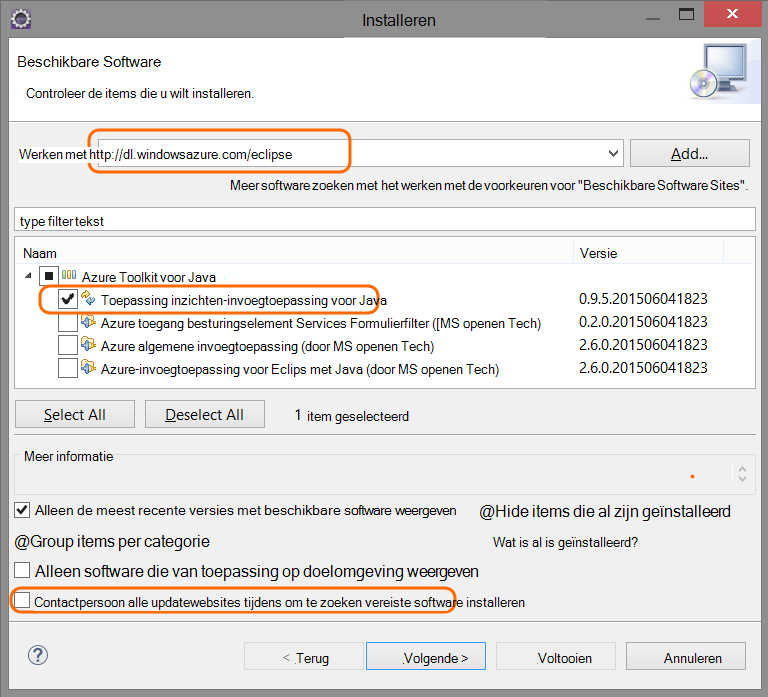 Installeren
Beschikbare Software
Controleer de items die u wilt installeren.
Werken met http://dl.windowsazure.com/eclipse
Add...
Meer software zoeken met het werken met de voorkeuren voor "Beschikbare Software Sites".
type filter tekst
Naam Versie
Azure Toolkit voor Java
Toepassing inzichten-invoegtoepassing voor Java 0.9.5.201506041823
Azure toegang besturingselement Services Formulierfilter ([MS openen Tech) 0.2.0.201506041823
Azure algemene invoegtoepassing (door MS openen Tech) 2.6.0.201506041823
Azure-invoegtoepassing voor Eclips met Java (door MS openen Tech) 2.6.0.201506041823
Select All Deselect All 1 item geselecteerd
Meer informatie
Alleen de meest recente versies met beschikbare software weergeven @Hide items die al zijn geïnstalleerd
@Group items per categorie Wat is al is geïnstalleerd?
Alleen software die van toepassing op doelomgeving weergeven
Contactpersoon alle updatewebsites tijdens om te zoeken vereiste software installeren
? < Terug Volgende > Voltooien Annuleren